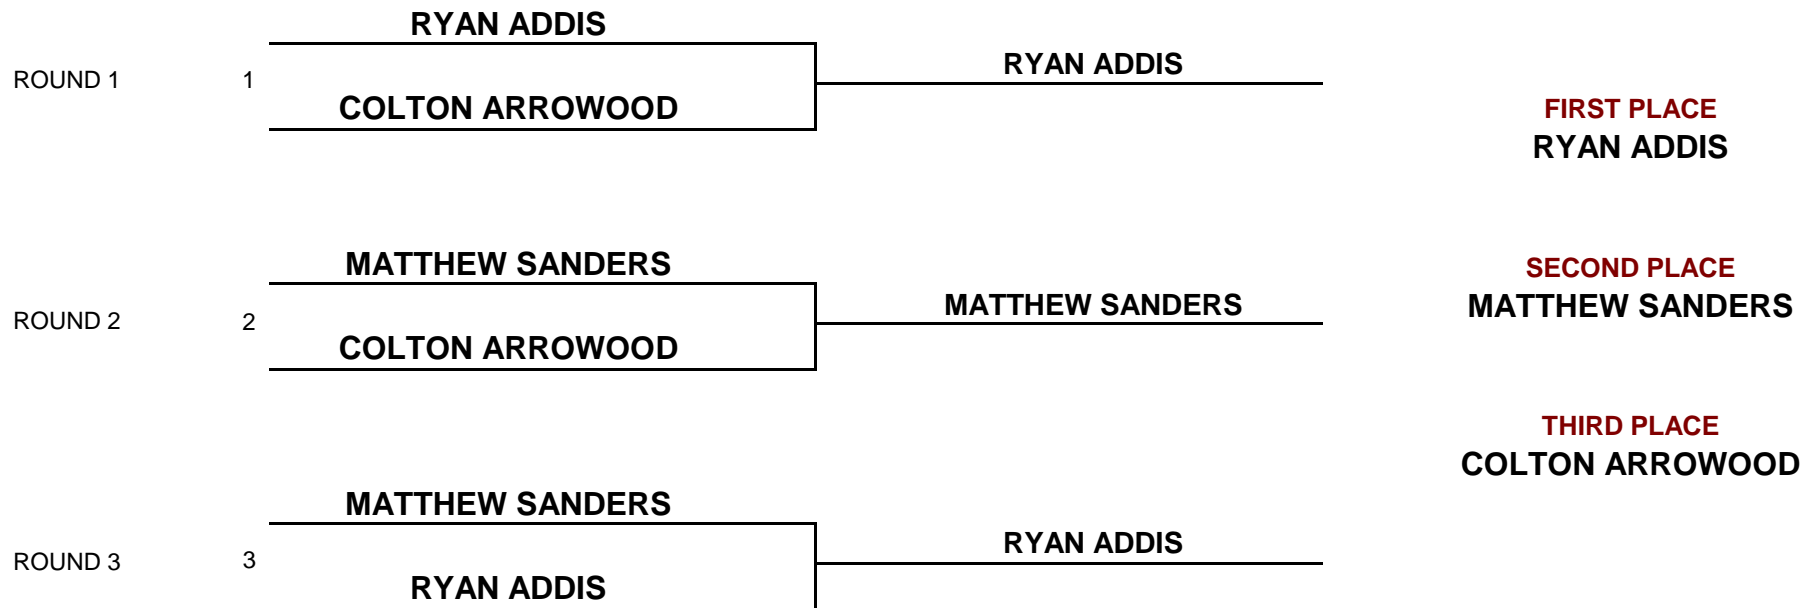 RYAN ADDIS
ROUND 1
1
RYAN ADDIS
COLTON ARROWOOD
FIRST PLACE
RYAN ADDIS
MATTHEW SANDERS
ROUND 2
2
MATTHEW SANDERS
COLTON ARROWOOD
SECOND PLACE
MATTHEW SANDERS
THIRD PLACE
COLTON ARROWOOD
MATTHEW SANDERS
ROUND 3
3
RYAN ADDIS
RYAN ADDIS